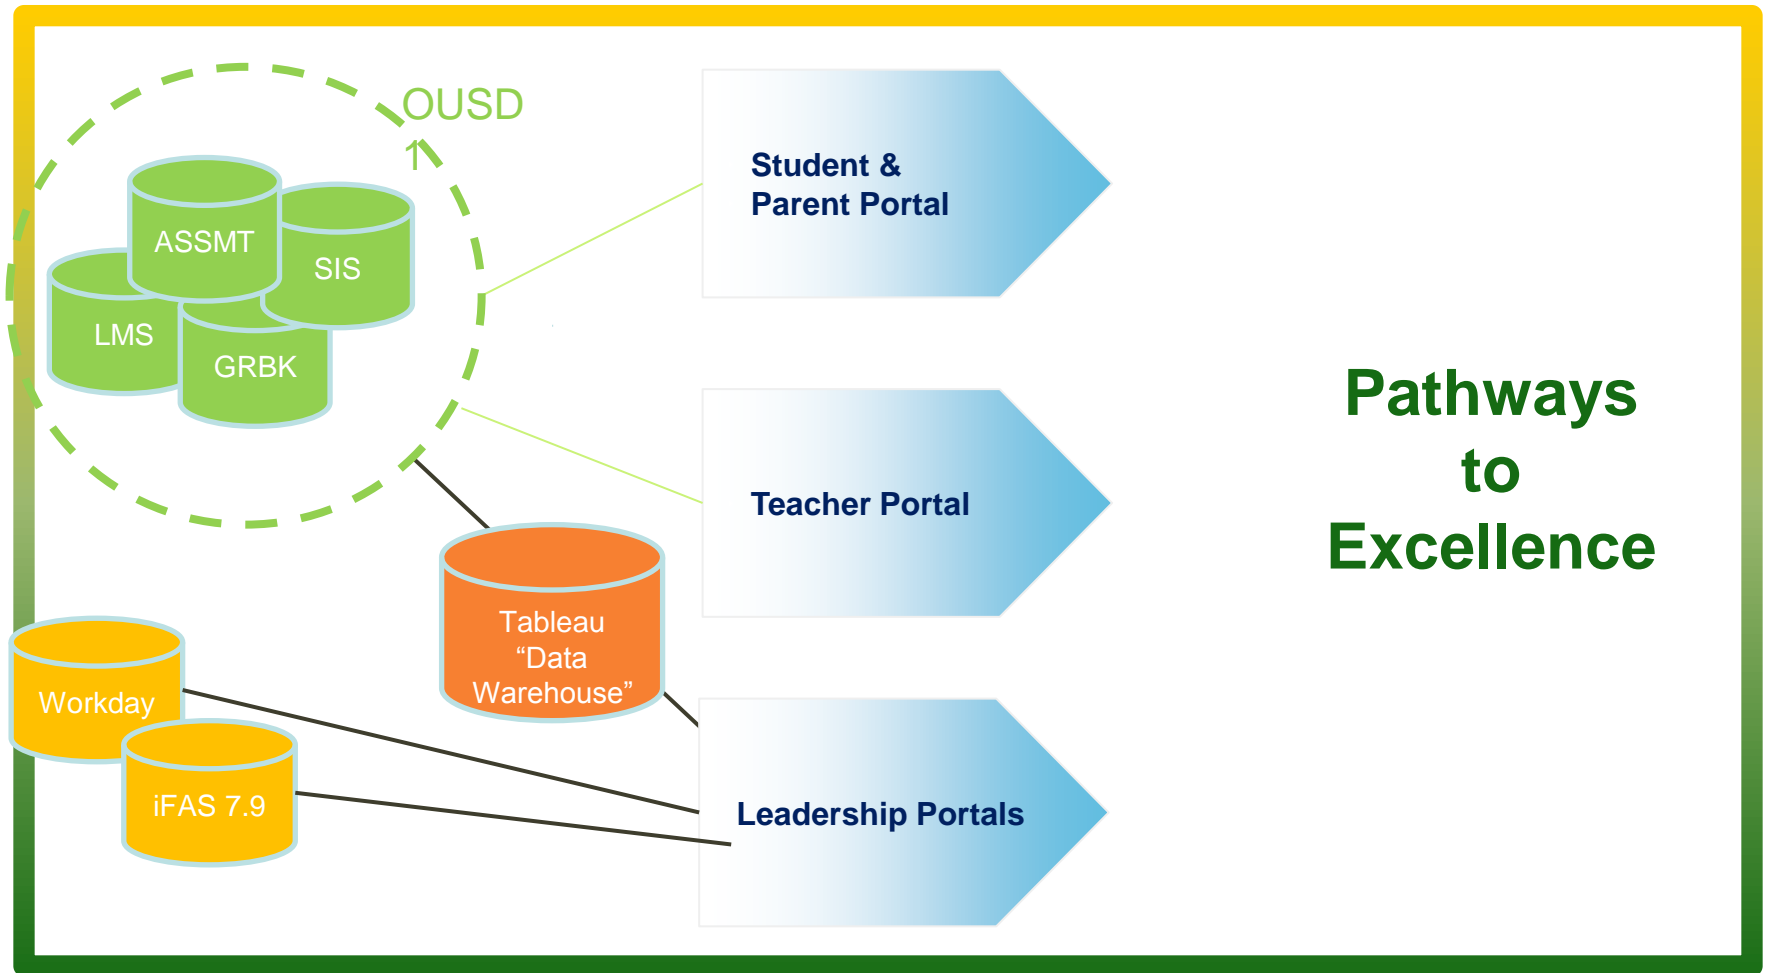 OUSD
1
ASSMT
SIS
LMS
GRBK
Student &
Parent Portal
Teacher Portal
Tableau
“Data
Warehouse”
Workday
iFAS 7.9
Leadership Portals
Pathways
to
Excellence